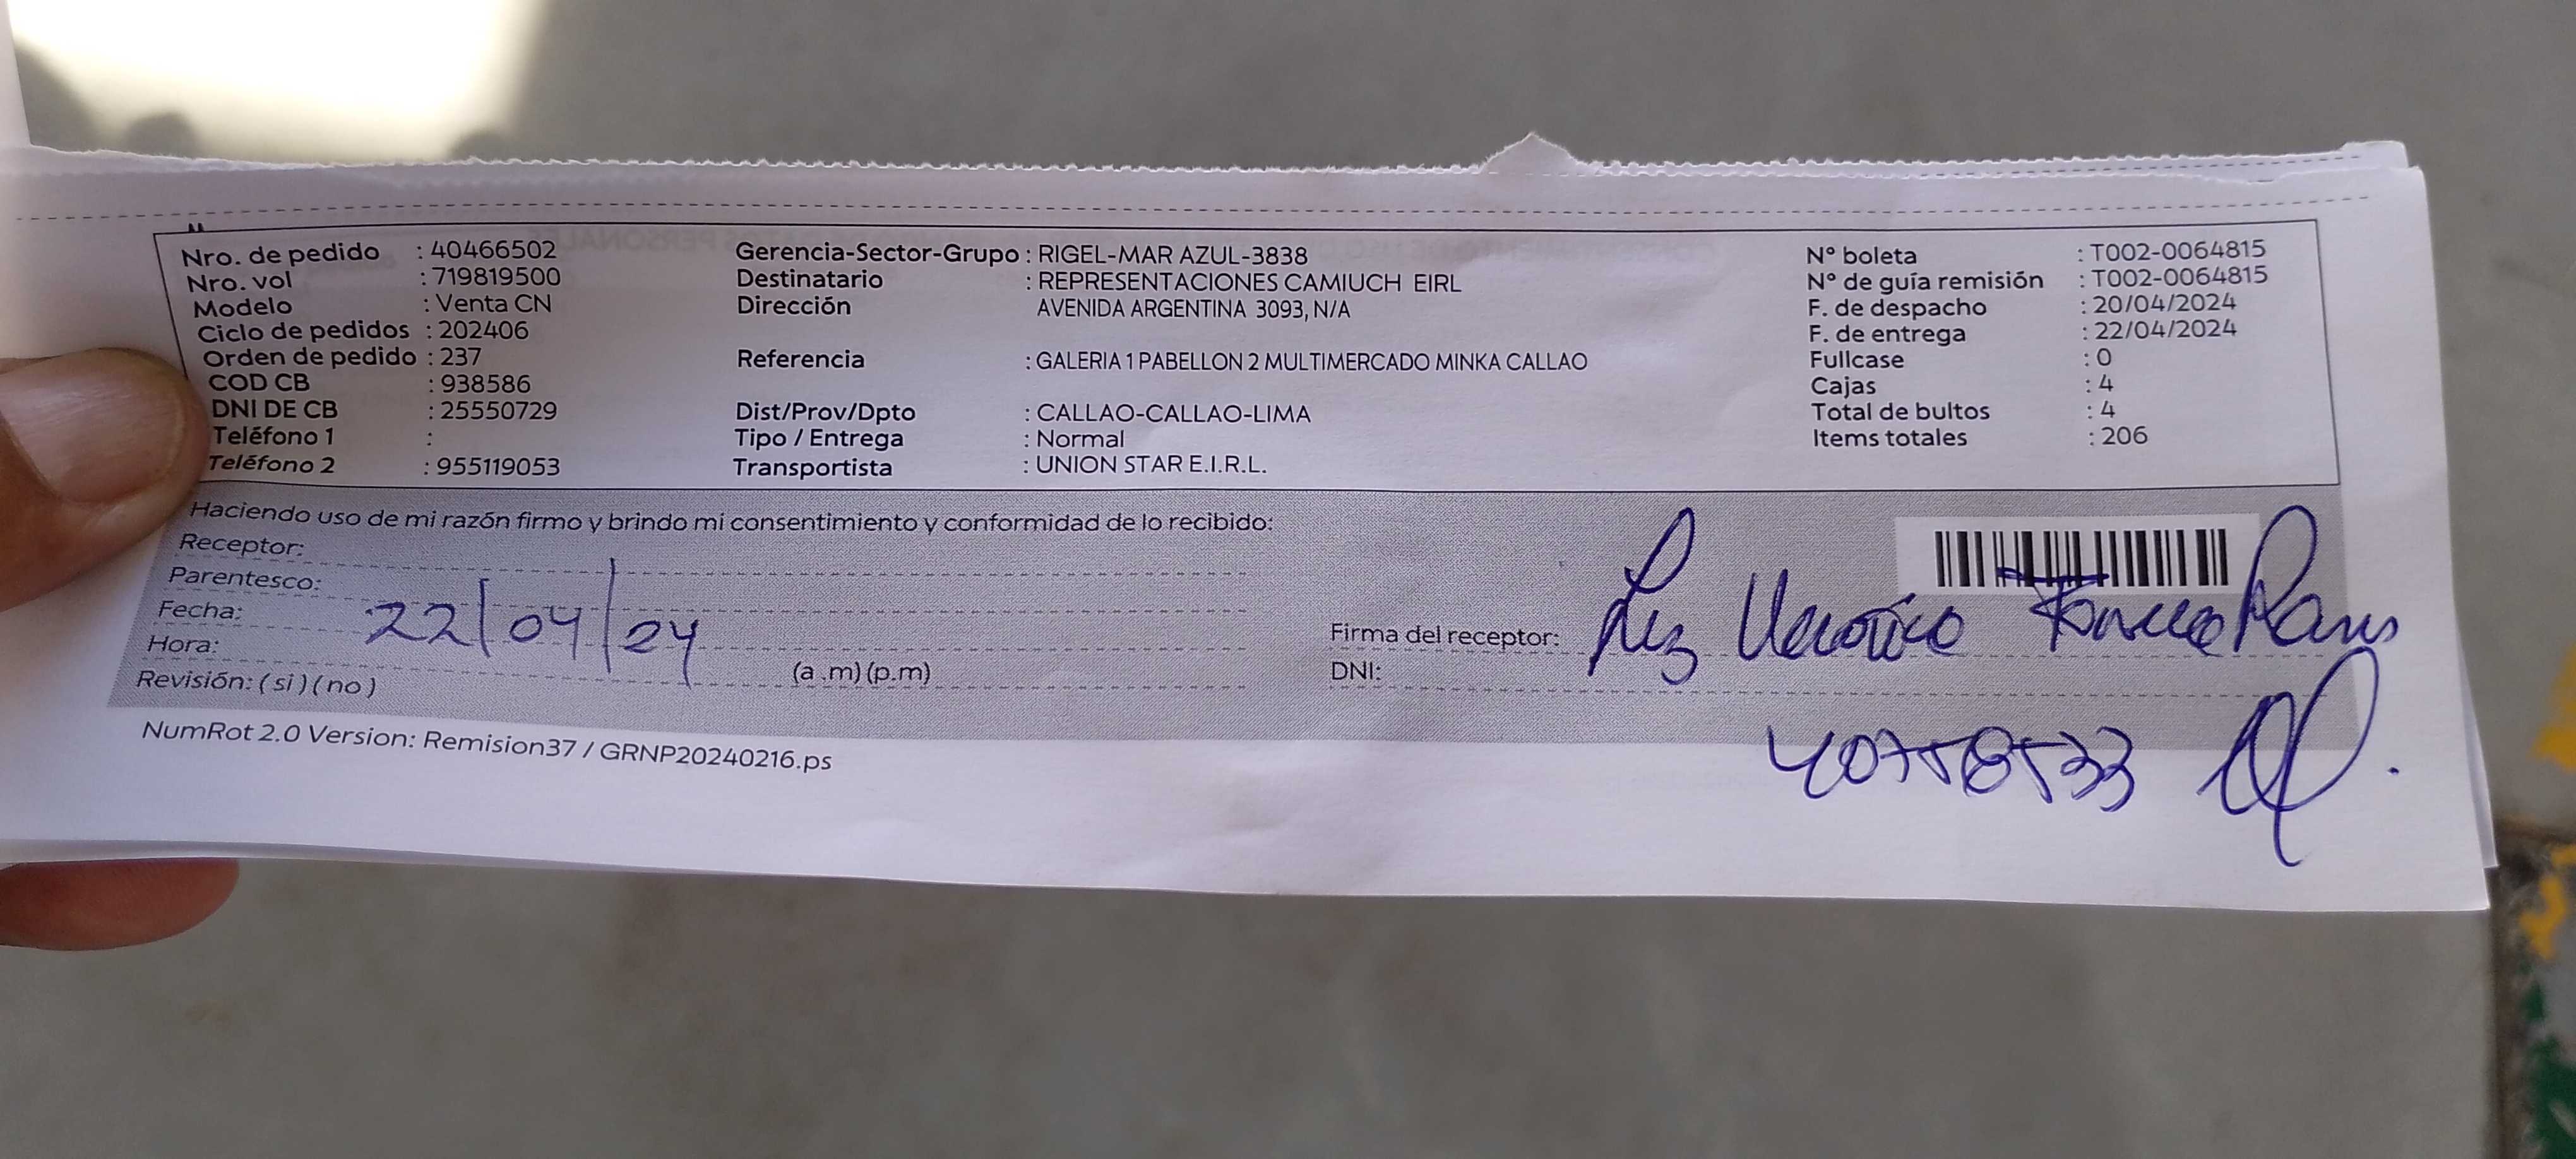 Nro. de pedido : 40466502
Nro. vol : 719819500
Modelo : Venta CN
Ciclo de pedidos : 202406
Orden de pedido : 237
COD CB : 938586
DNI DE CB : 25550729
Teléfono 1 :
Teléfono 2 : 955119053
Gerencia-Sector-Grupo : RIGEL-MAR AZUL-3838
Destinatario : REPRESENTACIONES CAMIUCH EIRL
Dirección AVENIDA ARGENTINA 3093, N/A
Referencia : GALERIA 1 PABELLON 2 MULTIMERCADO MINKA CALLAO
Dist/Prov/Dpto : CALLAO-CALLAO-LIMA
Tipo / Entrega : Normal
Transportista : UNION STAR E.I.R.L.
Nº boleta : T002-0064815
Nº de guía remisión : T002-0064815
F. de despacho : 20/04/2024
F. de entrega : 22/04/2024
Fullcase : 0
Cajas : 4
Total de bultos : 4
Items totales : 206
Haciendo uso de mi razón firmo y brindo mi consentimiento y conformidad de lo recibido:
Receptor:
Parentesco:
Fecha: 22/04/24
Hora: (a .m) (p.m)
Revisión: ( si ) ( no )
Firma del receptor: Luz
DNI:
40758533
NumRot 2.0 Version: Remision37 / GRNP20240216.ps